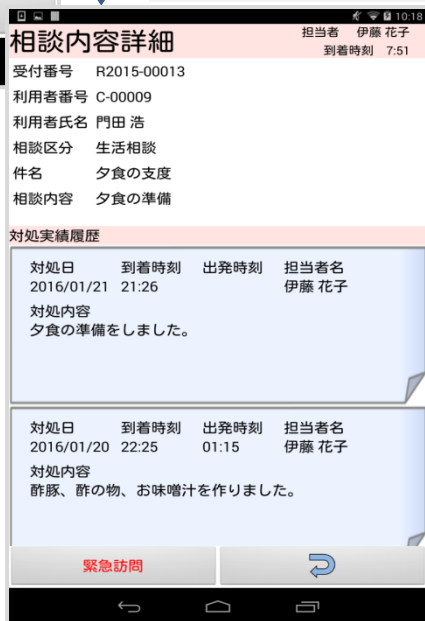 10:18
相談内容詳細
担当者 伊藤 花子
到着時刻 7:51
受付番号 R2015-00013
利用者番号 C-00009
利用者氏名 門田 浩
相談区分 生活相談
件名 夕食の支度
相談内容 夕食の準備
対処実績履歴
対処日 到着時刻 出発時刻 担当者名
2016/01/21 21:26 伊藤 花子
対処内容
夕食の準備をしました。
対処日 到着時刻 出発時刻 担当者名
2016/01/20 22:25 01:15 伊藤 花子
対処内容
酢豚、酢の物、お味噌汁を作りました。
緊急訪問